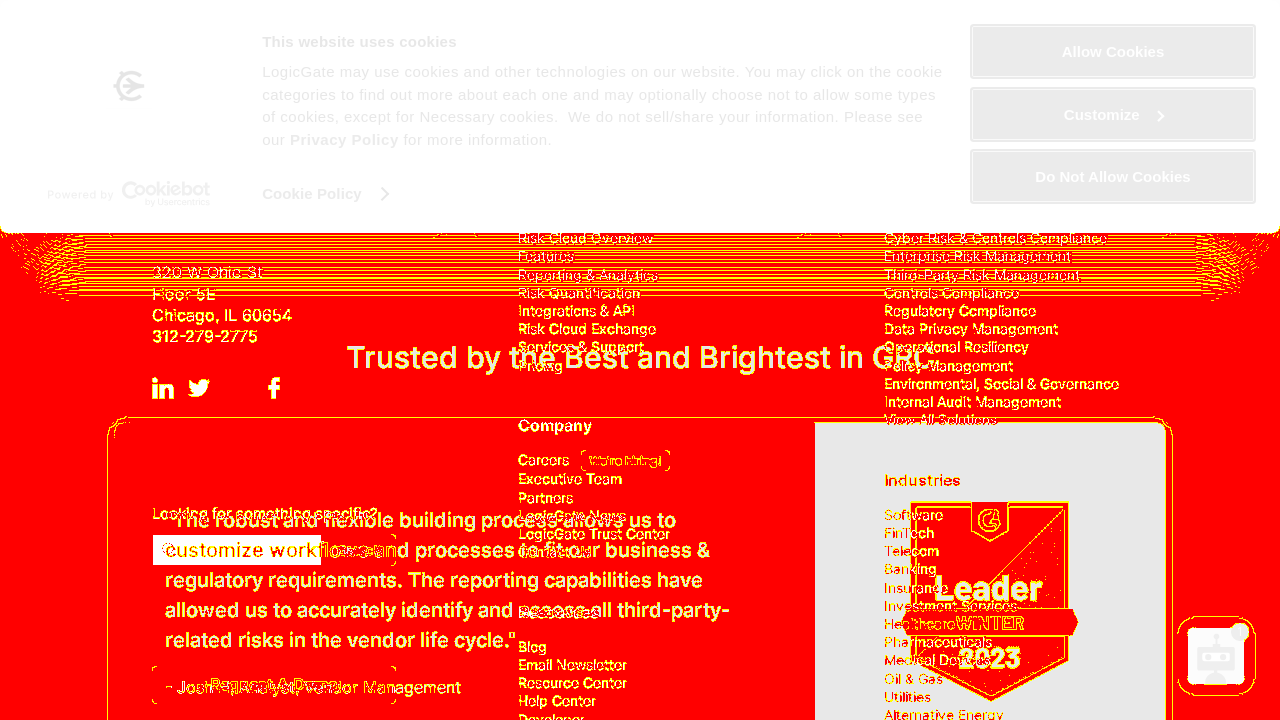 This website uses cookies
LogicGate may use cookies and other technologies on our website. You may click on the cookie
categories to find out more about each one and may optionally choose not to allow some types
of cookies, except for Necessary cookies.  We do not sell/share your information. Please see
our Privacy Policy for more information.
Allow Cookies
Customize
Do Not Allow Cookies
Powered by Cookiebot
by Usercentrics
Cookie Policy
320 W Ohio St
Floor 5E
Chicago, IL 60654
312-279-2775
Risk Cloud Overview
Features
Reporting & Analytics
Risk Quantification
Integrations & API
Risk Cloud Exchange
Services & Support
Pricing
Cyber Risk & Controls Compliance
Enterprise Risk Management
Third-Party Risk Management
Controls Compliance
Regulatory Compliance
Data Privacy Management
Operational Resiliency
Policy Management
Environmental, Social & Governance
Internal Audit Management
View All Solutions
Trusted by the Best and Brightest in GRC
Company
Careers
We're Hiring!
Executive Team
Partners
LogicGate News
LogicGate Trust Center
Looking for something specific?
"The robust and flexible building process allows us to
customize workflows and processes to fit our business &
regulatory requirements. The reporting capabilities have
allowed us to accurately identify and assess all third-party-
related risks in the vendor life cycle."
Request A Demo
Analyst, Vendor Management
Blog
Email Newsletter
Resource Center
Help Center
Developer
Industries
Software
FinTech
Telecom
Banking
Insurance
Investment Services
Healthcare
Pharmaceuticals
Medical Devices
Oil & Gas
Utilities
Alternative Energy
G
Leader
WINTER
2023